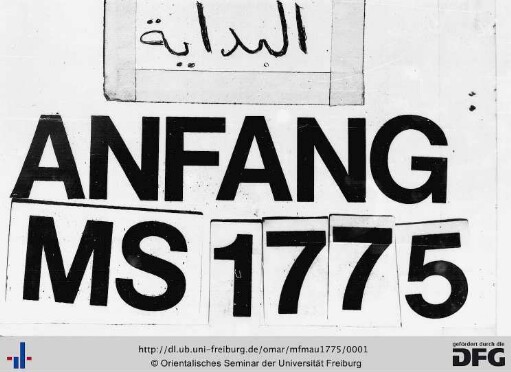 البداية
ANFANG
MS 1775
http://dl.ub.uni-freiburg.de/omar/mfmau1775/0001
© Orientalisches Seminar der Universität Freiburg
gefördert durch die
DFG